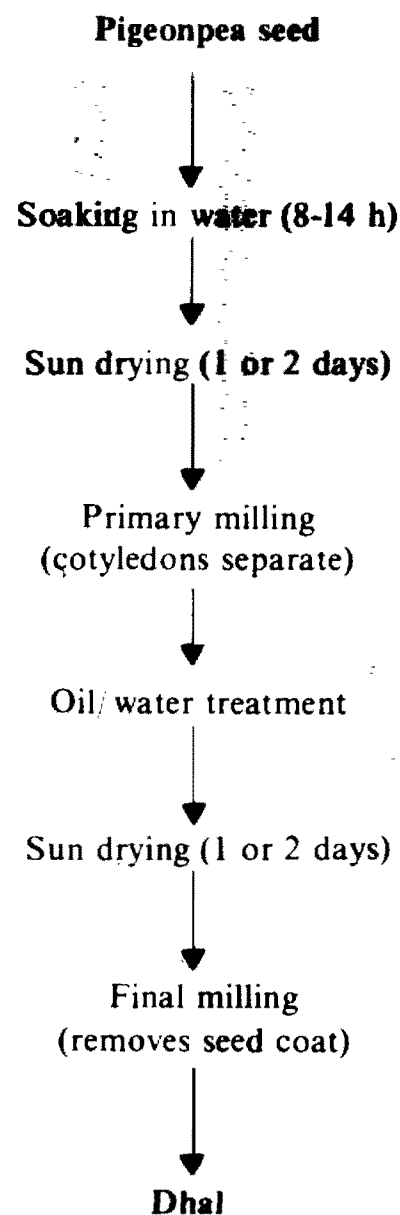 Pigeonpea seed
Soaking in water (8-14 h)
Sun drying (1 or 2 days)
Primary milling
(cotyledons separate)
Oil/water treatment
Sun drying (1 or 2 days)
Final milling
(removes seed coat)
Dhal